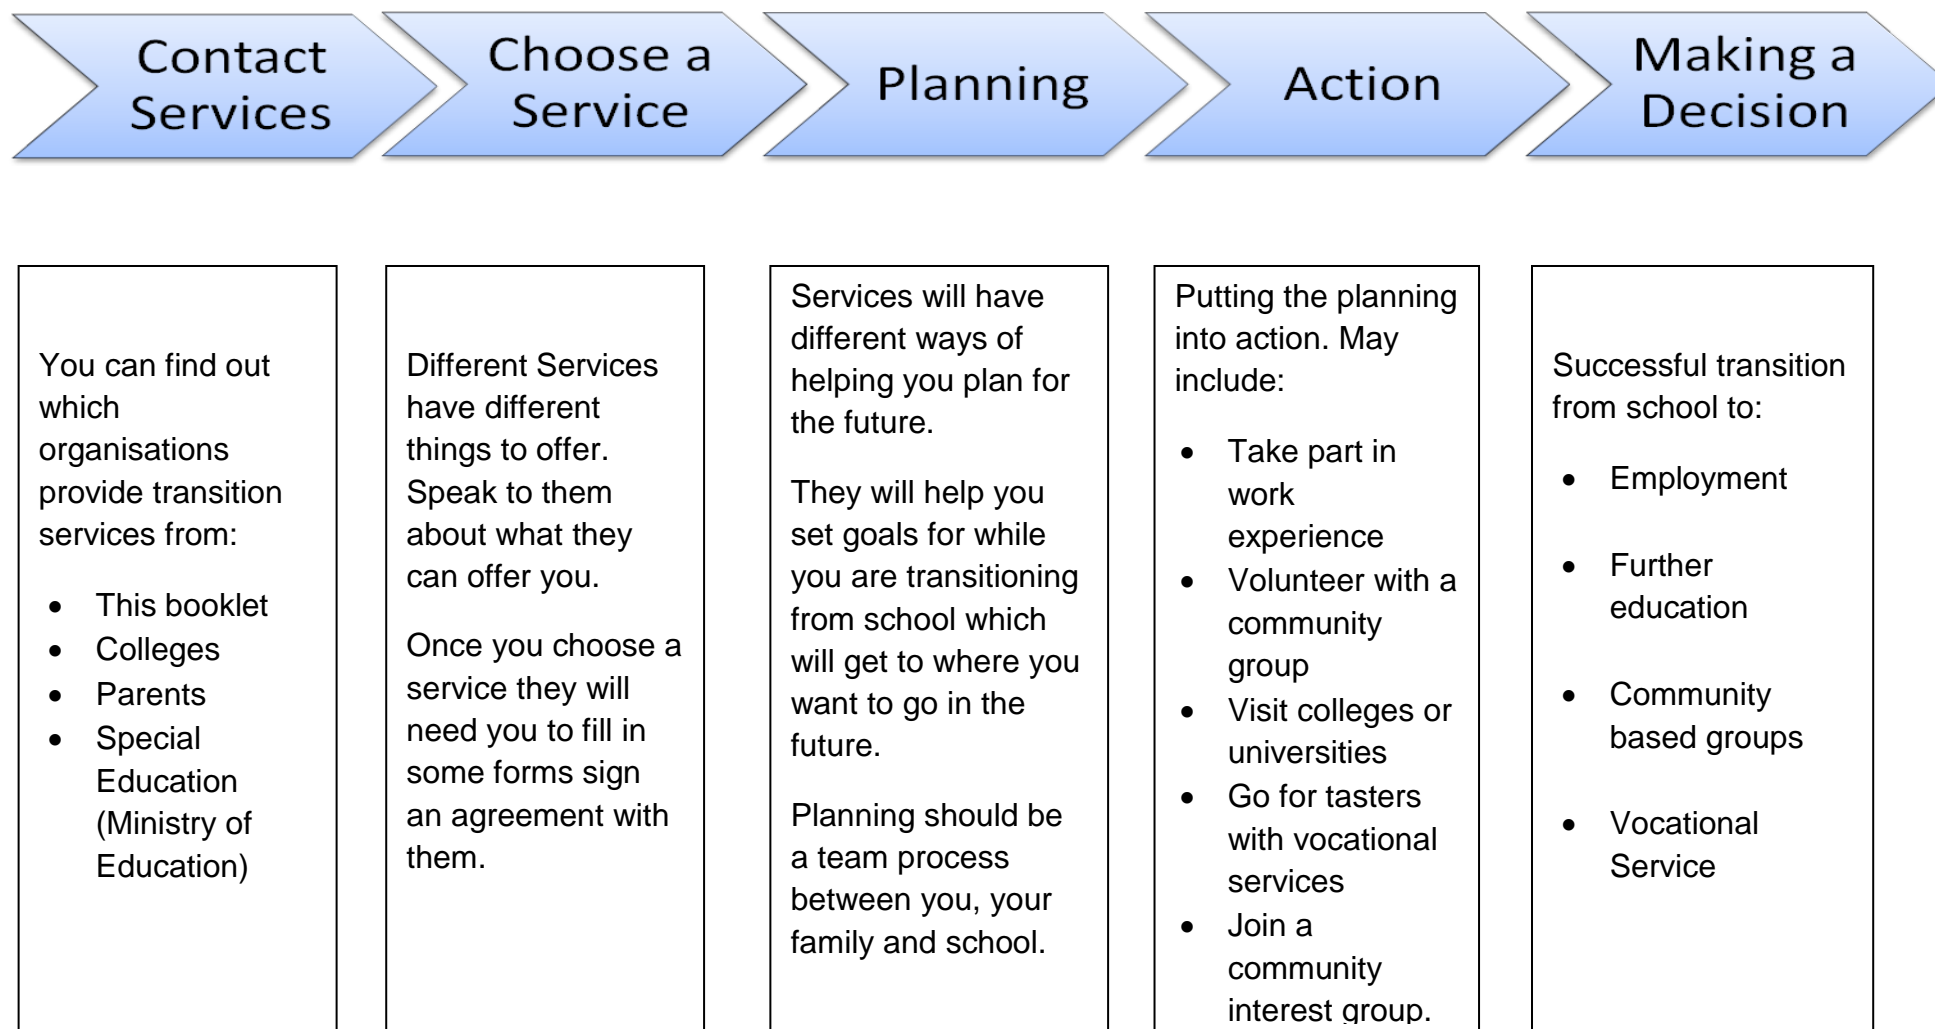 Contact
Services
Choose a
Service
Planning
Action
Making a
Decision
You can find out
which
organisations
provide transition
services from:
• This booklet
• Colleges
• Parents
• Special
Education
(Ministry of
Education)
Different Services
have different
things to offer.
Speak to them
about what they
can offer you.
Once you choose a
service they will
need you to fill in
some forms sign
an agreement with
them.
Services will have
different ways of
helping you plan for
the future.
They will help you
set goals for while
you are transitioning
from school which
will get to where you
want to go in the
future.
Planning should be
a team process
between you, your
family and school.
Putting the planning
into action. May
include:
• Take part in
work
experience
• Volunteer with a
community
group
• Visit colleges or
universities
• Go for tasters
with vocational
services
• Join a
community
interest group.
Successful transition
from school to:
• Employment
• Further
education
• Community
based groups
• Vocational
Service